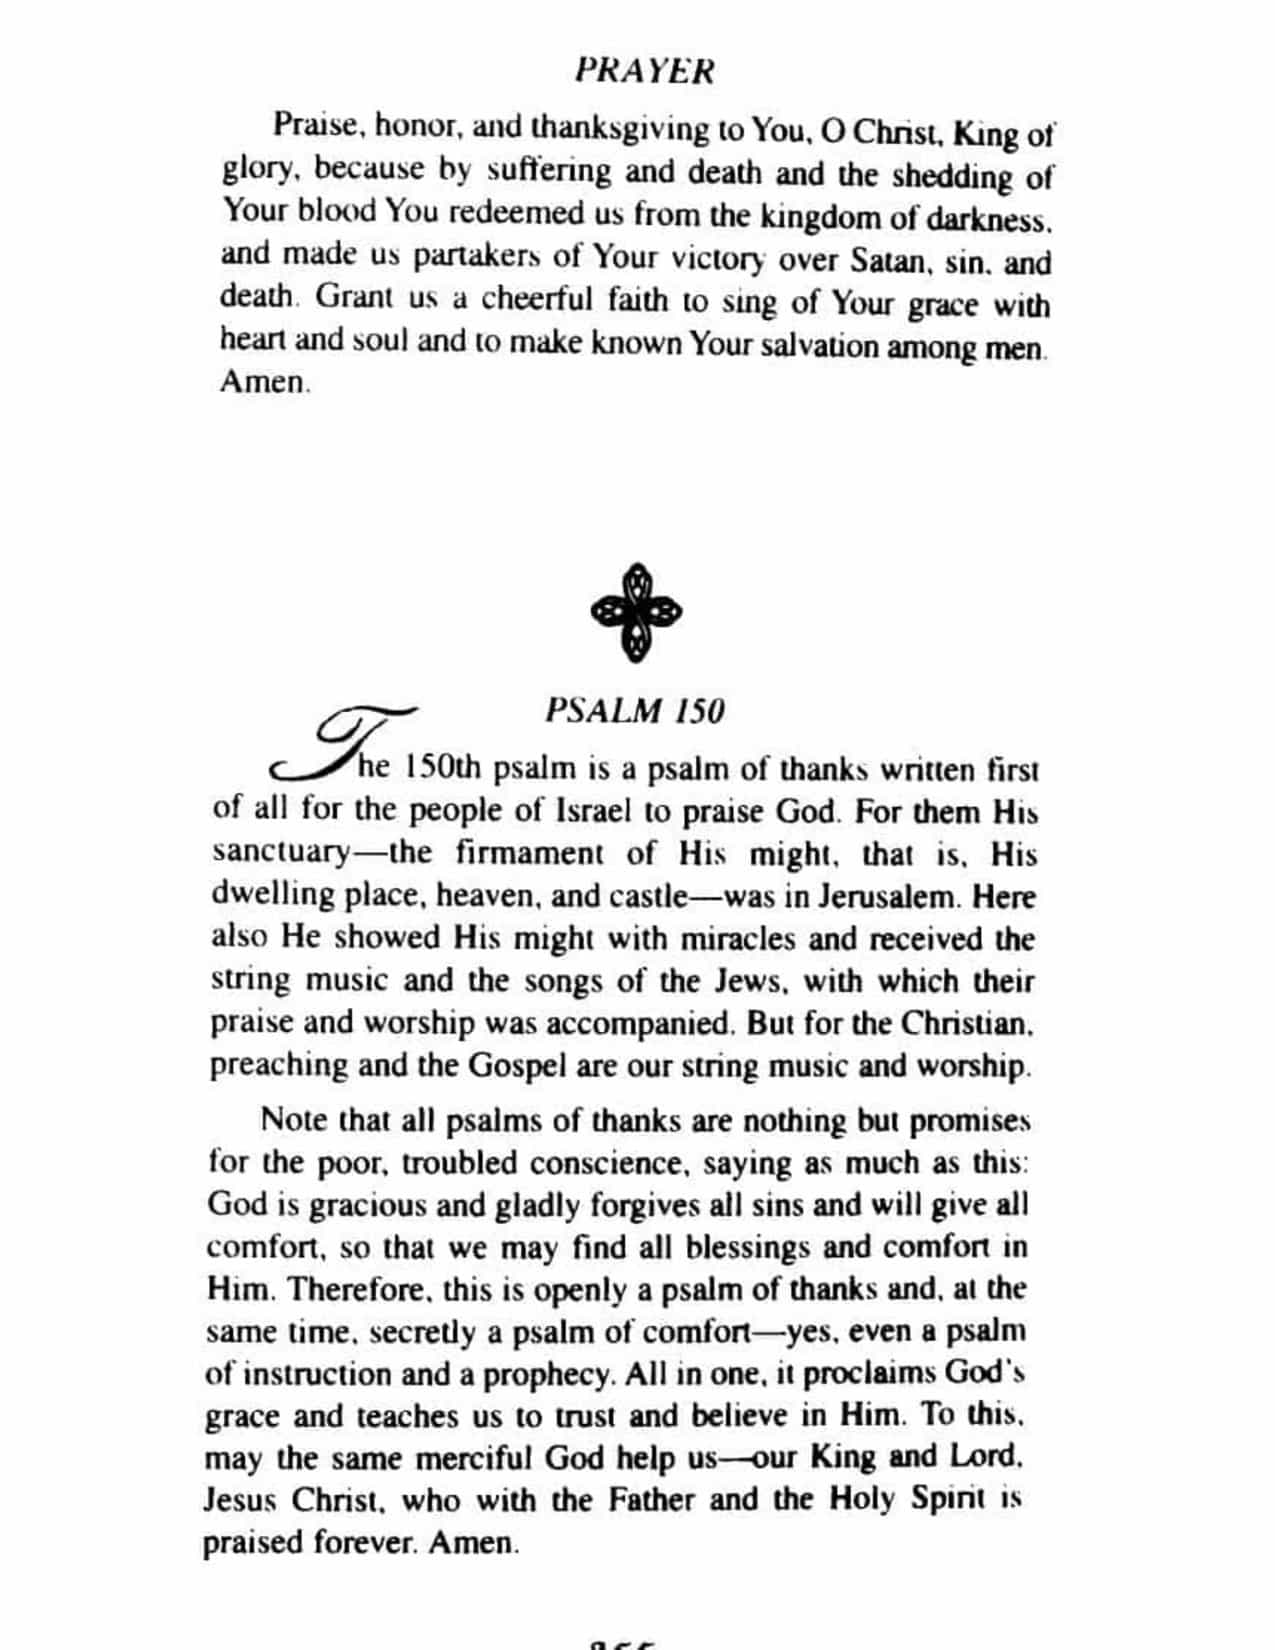 PRAYER
Praise, honor, and thanksgiving to You, O Christ, King of
glory, because by suffering and death and the shedding of
Your blood You redeemed us from the kingdom of darkness,
and made us partakers of Your victory over Satan, sin, and
death. Grant us a cheerful faith to sing of Your grace with
heart and soul and to make known Your salvation among men.
Amen.
PSALM 150
The 150th psalm is a psalm of thanks written first
of all for the people of Israel to praise God. For them His
sanctuary—the firmament of His might, that is, His
dwelling place, heaven, and castle—was in Jerusalem. Here
also He showed His might with miracles and received the
string music and the songs of the Jews, with which their
praise and worship was accompanied. But for the Christian,
preaching and the Gospel are our string music and worship.
Note that all psalms of thanks are nothing but promises
for the poor, troubled conscience, saying as much as this:
God is gracious and gladly forgives all sins and will give all
comfort, so that we may find all blessings and comfort in
Him. Therefore, this is openly a psalm of thanks and, at the
same time, secretly a psalm of comfort—yes, even a psalm
of instruction and a prophecy. All in one, it proclaims God's
grace and teaches us to trust and believe in Him. To this,
may the same merciful God help us—our King and Lord,
Jesus Christ, who with the Father and the Holy Spirit is
praised forever. Amen.